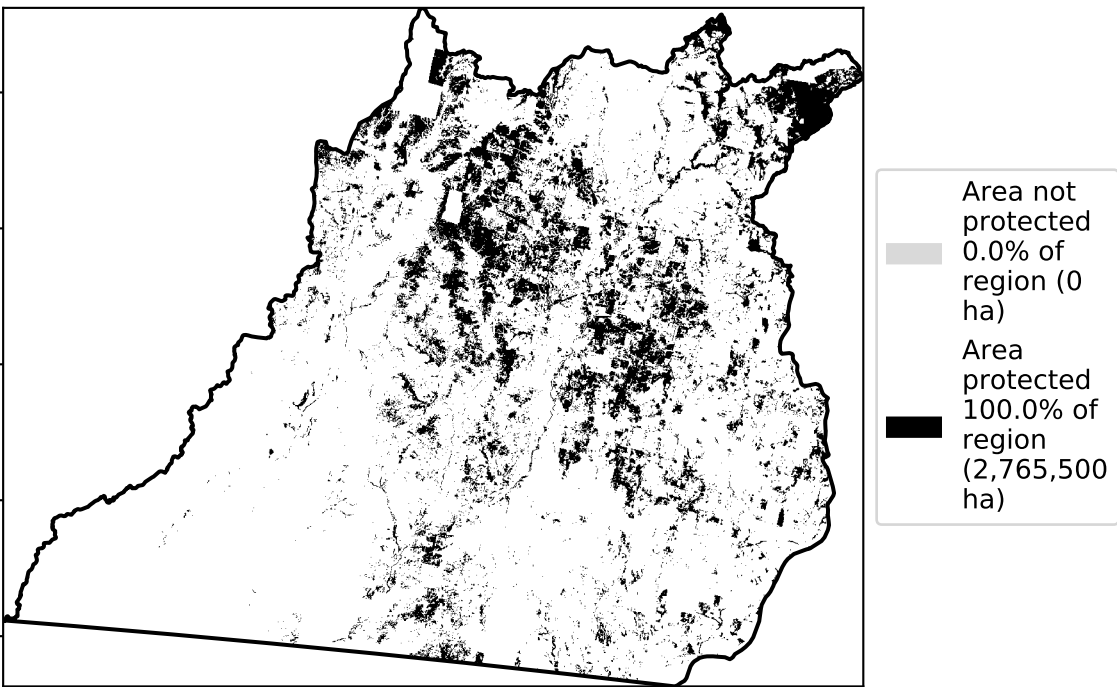 Area not
protected
0.0% of
region (0
ha)
Area
protected
100.0% of
region
(2,765,500
ha)